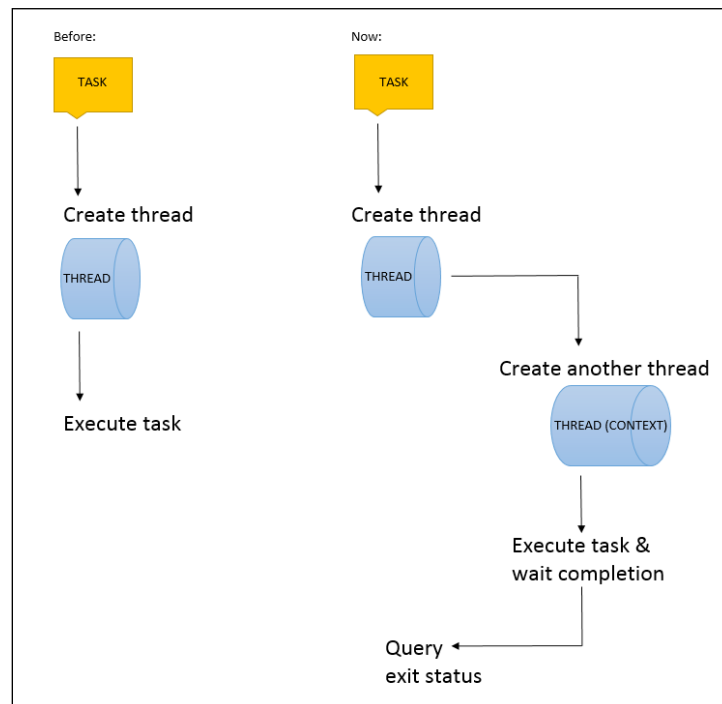 Before:
TASK
Create thread
THREAD
Execute task
Now:
TASK
Create thread
THREAD
Create another thread
THREAD (CONTEXT)
Execute task &
wait completion
Query
exit status